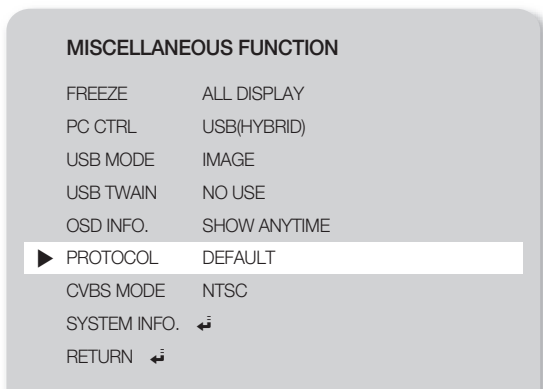 MISCELLANEOUS FUNCTION
FREEZE ALL DISPLAY
PC CTRL USB(HYBRID)
USB MODE IMAGE
USB TWAIN NO USE
OSD INFO. SHOW ANYTIME
PROTOCOL DEFAULT
CVBS MODE NTSC
SYSTEM INFO.
RETURN